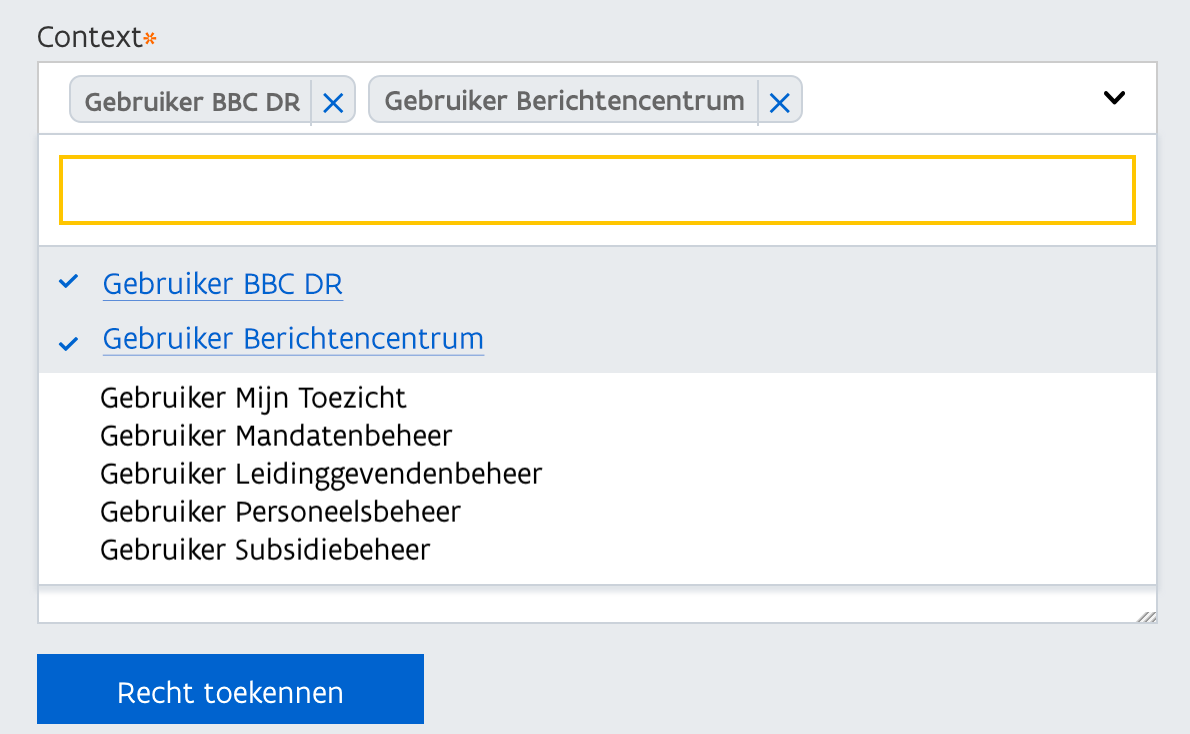 Context*
Gebruiker BBC DR
Gebruiker Berichtencentrum
Gebruiker BBC DR
Gebruiker Berichtencentrum
Gebruiker Mijn Toezicht
Gebruiker Mandatenbeheer
Gebruiker Leidinggevendenbeheer
Gebruiker Personeelsbeheer
Gebruiker Subsidiebeheer
Recht toekennen